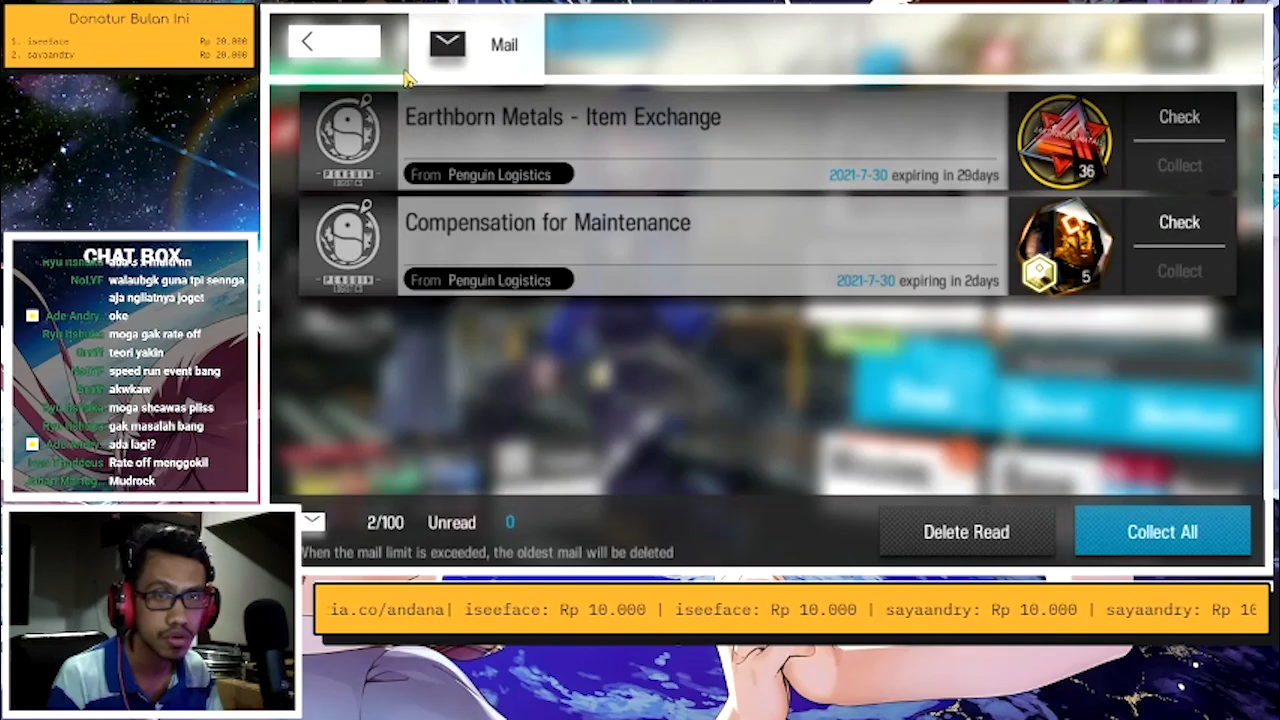 Donatur Bulan Ini
1. iseeface Rp 20.000
2. sayaandry Rp 20.000
Mail
Earthborn Metals - Item Exchange
From Penguin Logistics
2021-7-30 expiring in 29days
36
Check
Collect
PENGUIN
LOGISTICS
Compensation for Maintenance
From Penguin Logistics
2021-7-30 expiring in 2days
5
Check
Collect
PENGUIN
LOGISTICS
CHAT BOX
NoLYF walaubgk guna tpi sennga
aja ngliatnya joget
Ade Andry oke
moga gak rate off
teori yakin
speed run event bang
akwkaw
moga shcawas pliss
gak masalah bang
ada lagi?
Rate off menggokil
Mudrock
2/100 Unread 0
When the mail limit is exceeded, the oldest mail will be deleted
Delete Read
Collect All
ia.co/andana| iseeface: Rp 10.000 | iseeface: Rp 10.000 | sayaandry: Rp 10.000 | sayaandry: Rp 10